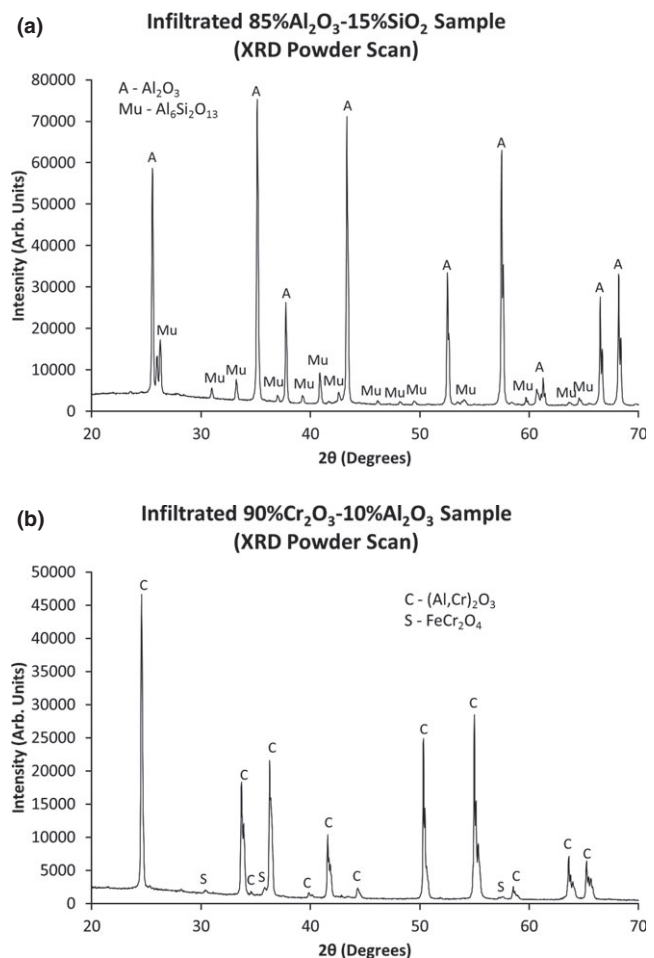 (a)
Infiltrated 85%Al₂O₃-15%SiO₂ Sample
(XRD Powder Scan)
A - Al₂O₃
Mu - Al₆Si₂O₁₃
Intesnity (Arb. Units)
80000
70000
60000
50000
40000
30000
20000
10000
0
A
Mu
Mu
Mu
A
Mu
A
Mu
Mu
Mu
A
Mu
Mu
Mu
A
Mu
A
Mu
A
Mu
Mu
A
A
20 30 40 50 60 70
2θ (Degrees)
(b)
Infiltrated 90%Cr₂O₃-10%Al₂O₃ Sample
(XRD Powder Scan)
C - (Al,Cr)₂O₃
S - FeCr₂O₄
Intensity (Arb. Units)
50000
45000
40000
35000
30000
25000
20000
15000
10000
5000
0
C
S
C
C
S
C
C
C
C
C
C
S
C
C
C
20 30 40 50 60 70
2θ (Degrees)